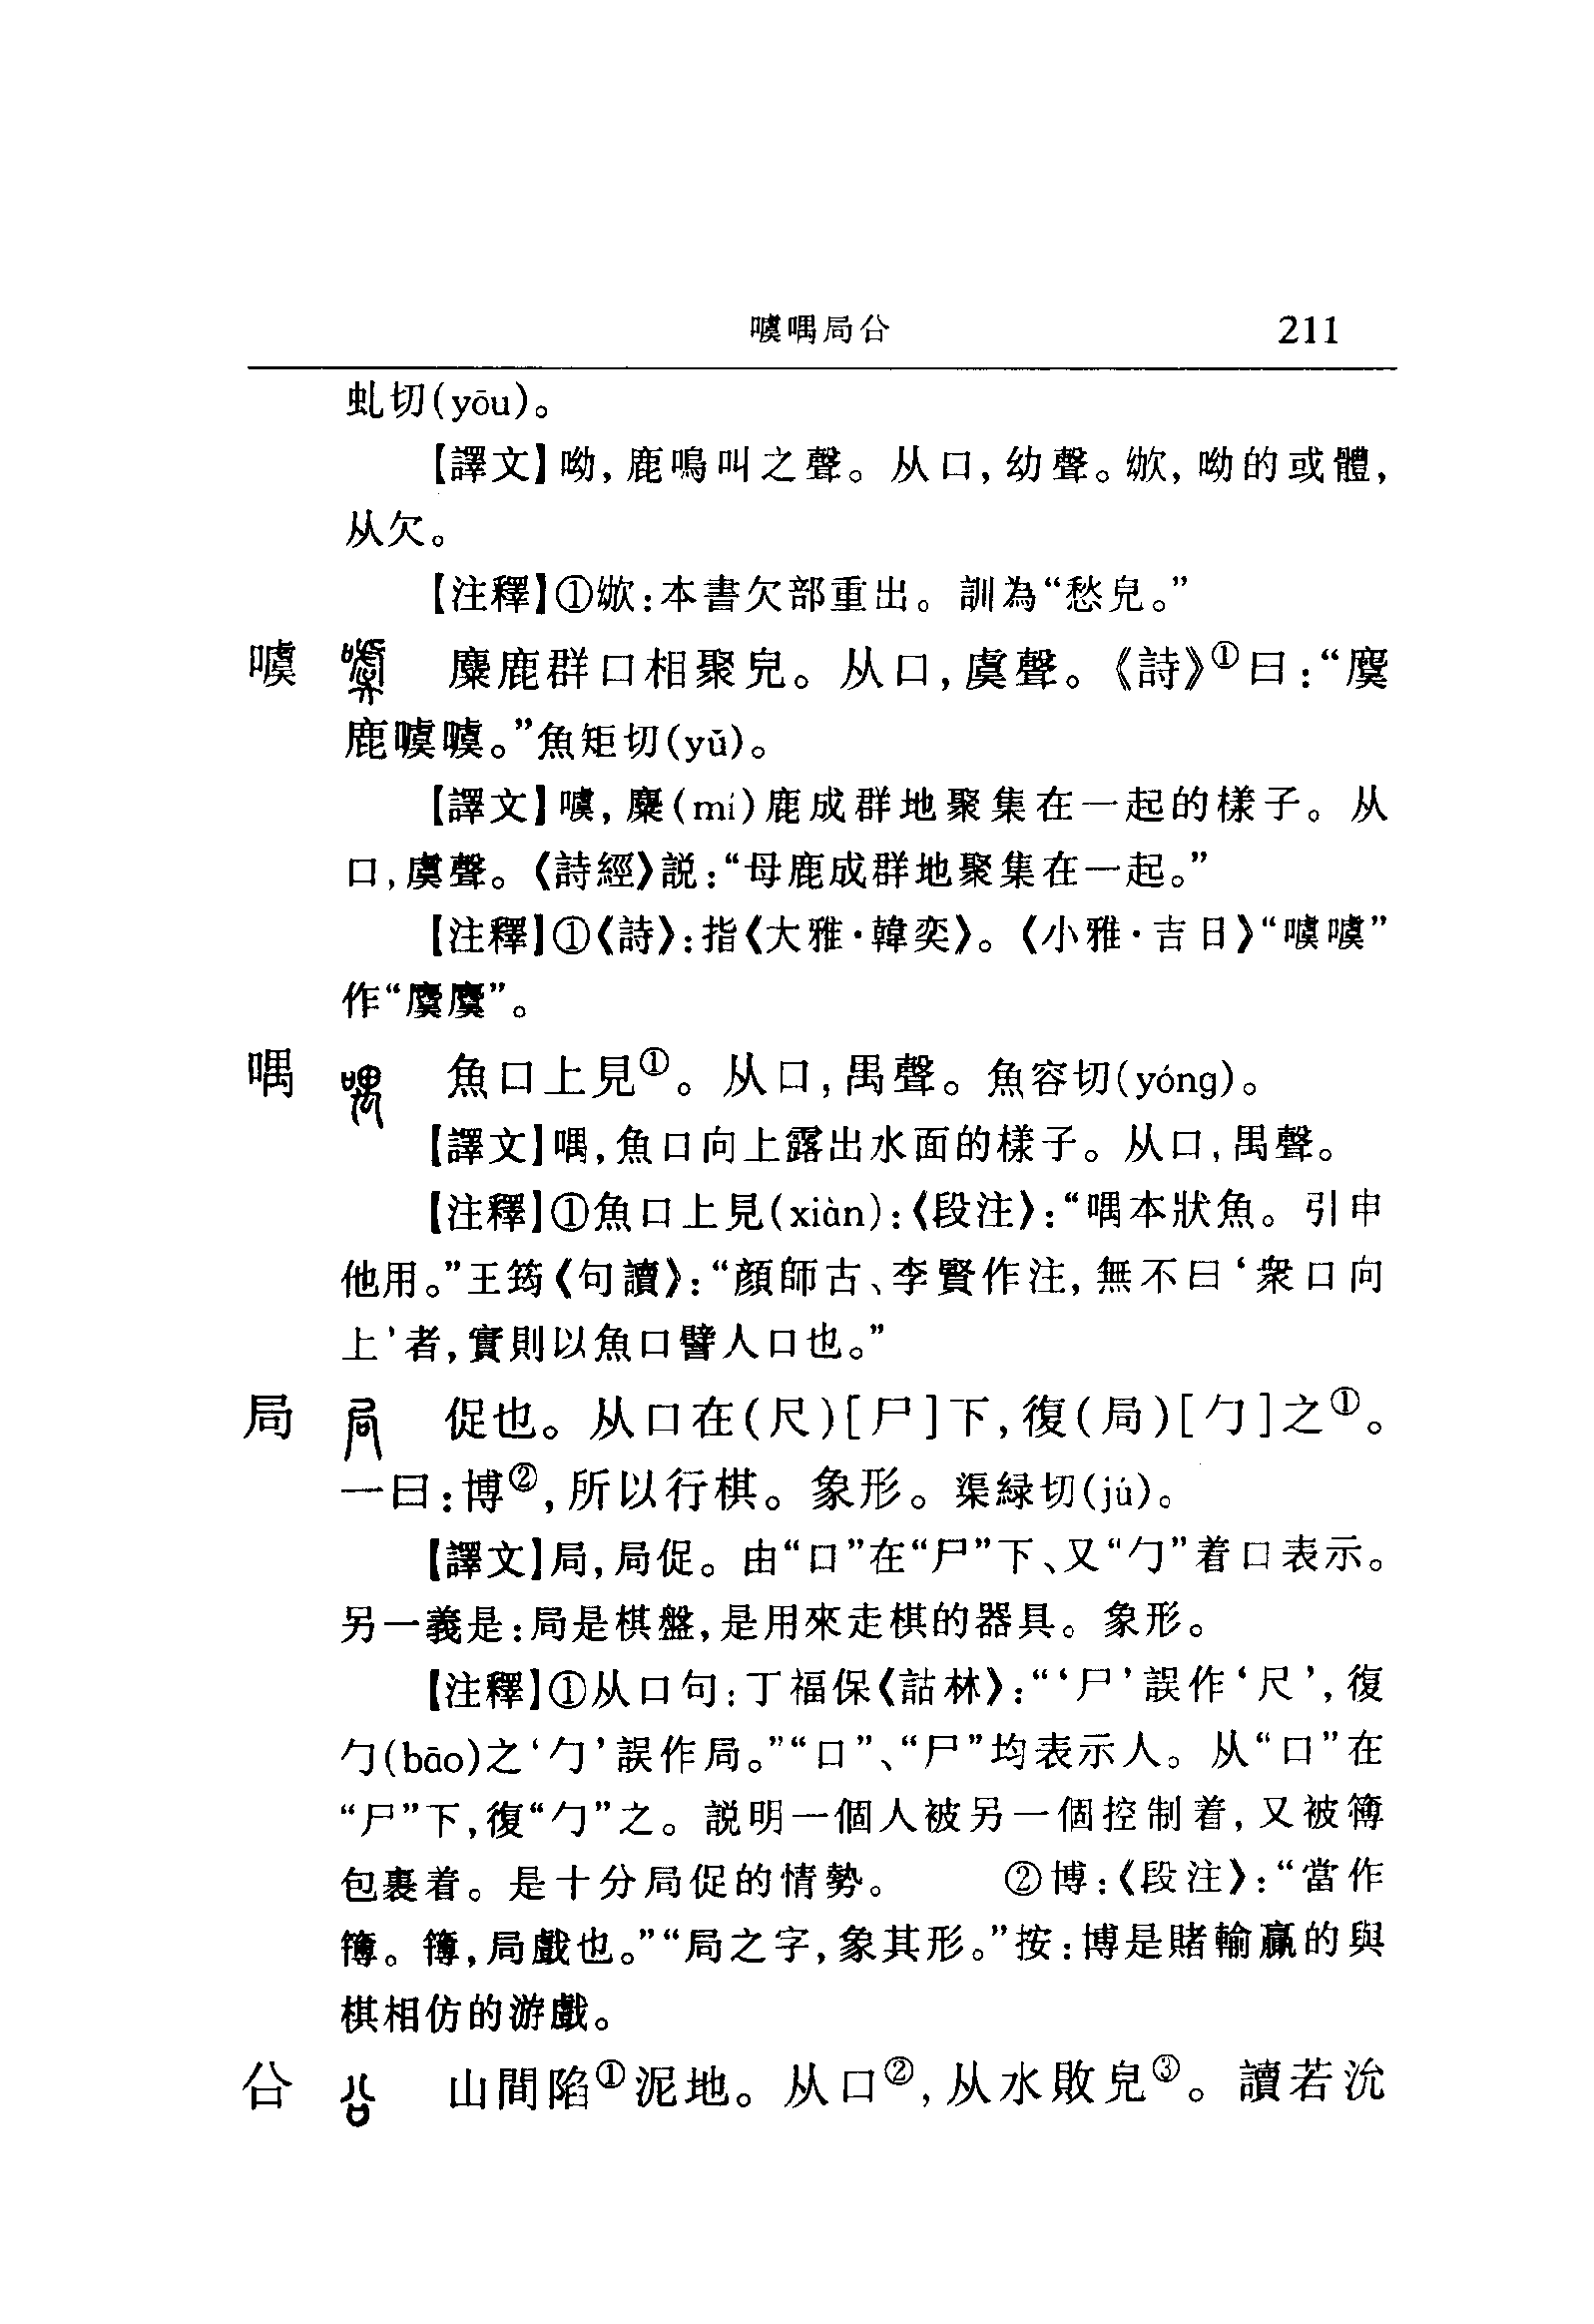 噳喁局㕣 211
虬切(yōu)。
【譯文】呦,鹿鳴叫之聲。从口,幼聲。㕭,呦的或體,
从欠。
【注釋】①㕭:本書欠部重出。訓為“愁皃。”
噳 麋鹿群口相聚皃。从口,虞聲。《詩》①曰:“麌
鹿噳噳。”魚矩切(yǔ)。
【譯文】噳,麋(mí)鹿成群地聚集在一起的樣子。从
口,虞聲。《詩經》説:“母鹿成群地聚集在一起。”
【注釋】①《詩》:指《大雅·韓奕》。《小雅·吉日》“噳噳”
作“麌麌”。
喁 魚口上見①。从口,禺聲。魚容切(yóng)。
【譯文】喁,魚口向上露出水面的樣子。从口,禺聲。
【注釋】①魚口上見(xiàn):《段注》:“喁本狀魚。引申
他用。”王筠《句讀》:“顔師古、李賢作注,無不曰‘衆口向
上’者,實則以魚口譬人口也。”
局 促也。从口在(尺)[尸]下,復(局)[勹]之①。
一曰:博②,所以行棋。象形。渠緑切(jú)。
【譯文】局,局促。由“口”在“尸”下、又“勹”着口表示。
另一義是:局是棋盤,是用來走棋的器具。象形。
【注釋】①从口句:丁福保《詁林》:“‘尸’誤作‘尺’,復
勹(bāo)之‘勹’誤作局。”“口”、“尸”均表示人。从“口”在
“尸”下,復“勹”之。説明一個人被另一個控制着,又被簙
包裹着。是十分局促的情勢。 ②博:《段注》:“當作
簙。簙,局戲也。”“局之字,象其形。”按:博是賭輸贏的與
棋相仿的游戲。
㕣 山間陷①泥地。从口②,从水敗皃③。讀若沇